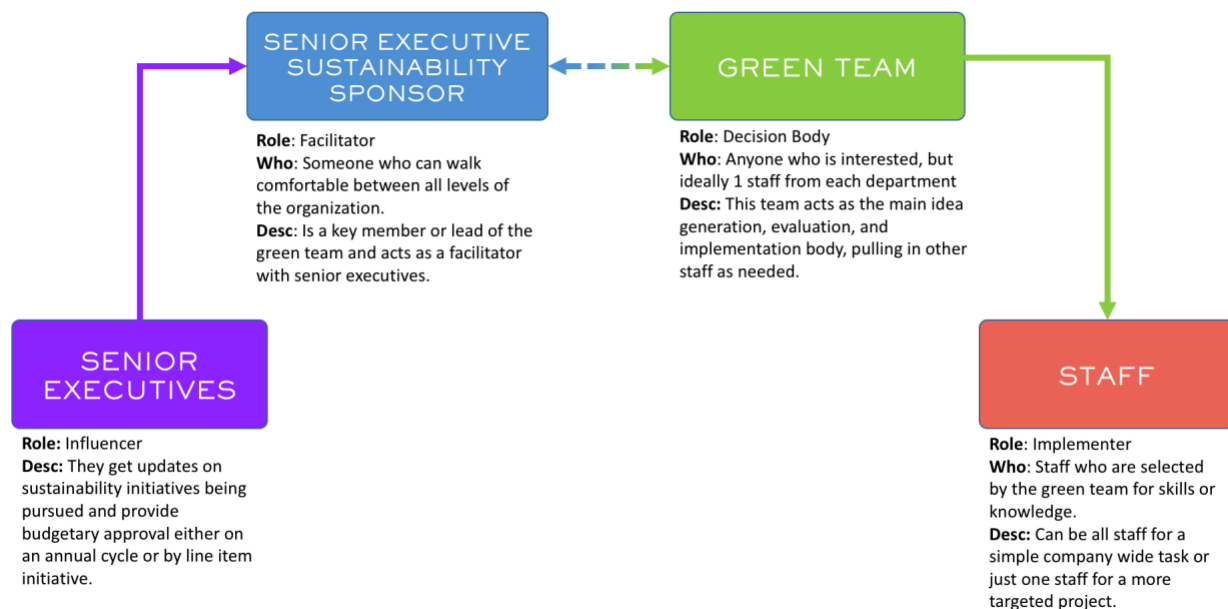 SENIOR EXECUTIVE
SUSTAINABILITY
SPONSOR
Role: Facilitator
Who: Someone who can walk
comfortable between all levels of
the organization.
Desc: Is a key member or lead of the
green team and acts as a facilitator
with senior executives.
GREEN TEAM
Role: Decision Body
Who: Anyone who is interested, but
ideally 1 staff from each department
Desc: This team acts as the main idea
generation, evaluation, and
implementation body, pulling in other
staff as needed.
SENIOR
EXECUTIVES
Role: Influencer
Desc: They get updates on
sustainability initiatives being
pursued and provide
budgetary approval either on
an annual cycle or by line item
initiative.
STAFF
Role: Implementer
Who: Staff who are selected
by the green team for skills or
knowledge.
Desc: Can be all staff for a
simple company wide task or
just one staff for a more
targeted project.